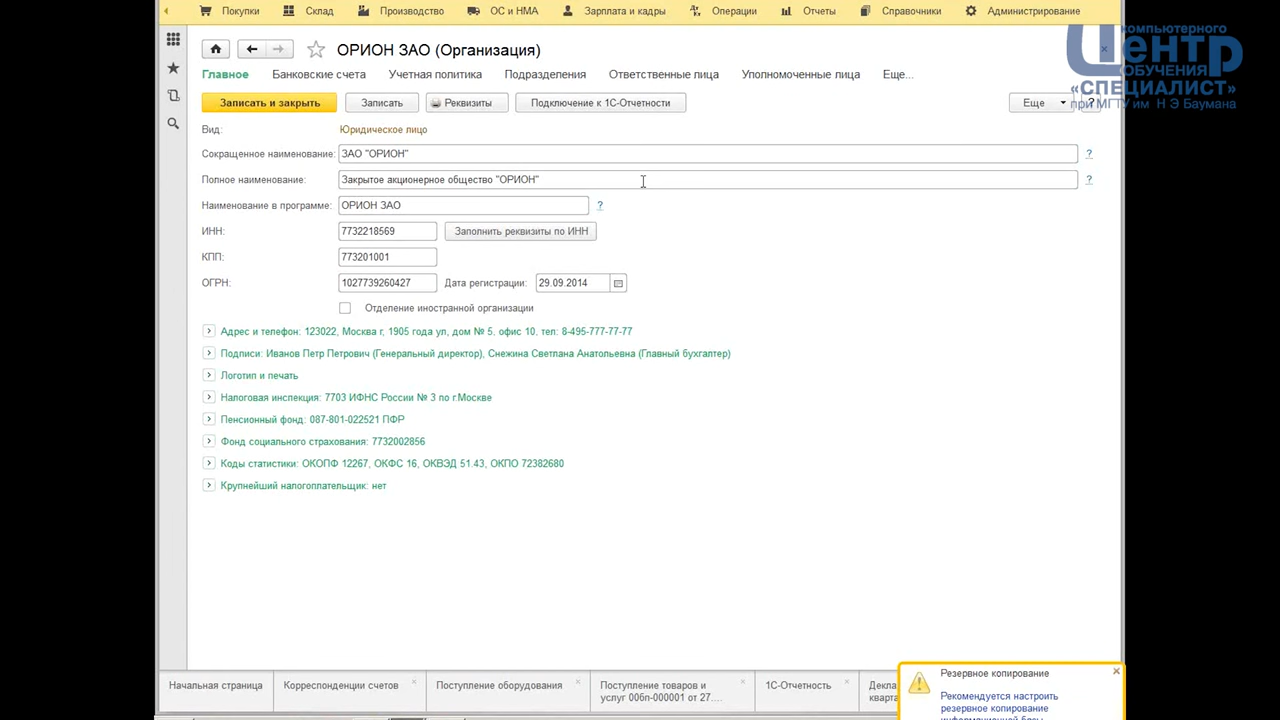 Покупки Склад Производство ОС и НМА Зарплата и кадры Операции Отчеты Справочники Администрирование
компьютерного
Центр
ОБУЧЕНИЯ
«СПЕЦИАЛИСТ»
при МГТУ им Н Э Баумана
ОРИОН ЗАО (Организация)
Главное Банковские счета Учетная политика Подразделения Ответственные лица Уполномоченные лица Еще...
Записать и закрыть Записать Реквизиты Подключение к 1С-Отчетности Еще ?
Вид: Юридическое лицо
Сокращенное наименование: ЗАО "ОРИОН" ?
Полное наименование: Закрытое акционерное общество "ОРИОН" ?
Наименование в программе: ОРИОН ЗАО ?
ИНН: 7732218569 Заполнить реквизиты по ИНН
КПП: 773201001
ОГРН: 1027739260427 Дата регистрации: 29.09.2014
Отделение иностранной организации
Адрес и телефон: 123022, Москва г, 1905 года ул, дом № 5. офис 10. тел: 8-495-777-77-77
Подписи: Иванов Петр Петрович (Генеральный директор), Снежина Светлана Анатольевна (Главный бухгалтер)
Логотип и печать
Налоговая инспекция: 7703 ИФНС России № 3 по г.Москве
Пенсионный фонд: 087-801-022521 ПФР
Фонд социального страхования: 7732002856
Коды статистики: ОКОПФ 12267, ОКФС 16, ОКВЭД 51.43, ОКПО 72382680
Крупнейший налогоплательщик: нет
Начальная страница Корреспонденции счетов Поступление оборудования Поступление товаров и 1С-Отчетность Декла
услуг 00бп-000001 от 27.... кварта
Резервное копирование
Рекомендуется настроить
резервное копирование
информационной базы